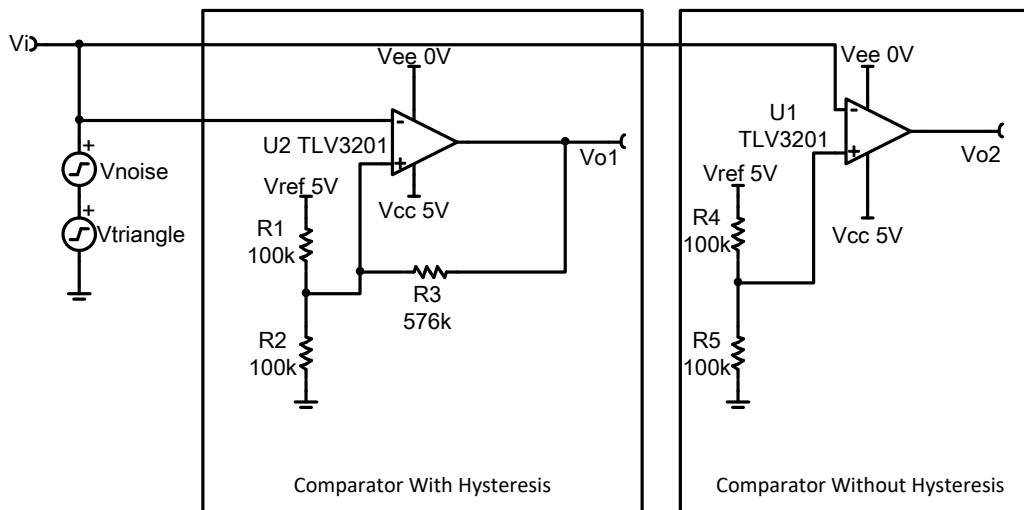 Vi
+
Vnoise
+
Vtriangle
Vee 0V
-
+
U2 TLV3201
Vo1
Vcc 5V
Vref 5V
R1
100k
R3
576k
R2
100k
Comparator With Hysteresis
Vee 0V
-
+
U1
TLV3201
Vo2
Vcc 5V
Vref 5V
R4
100k
R5
100k
Comparator Without Hysteresis